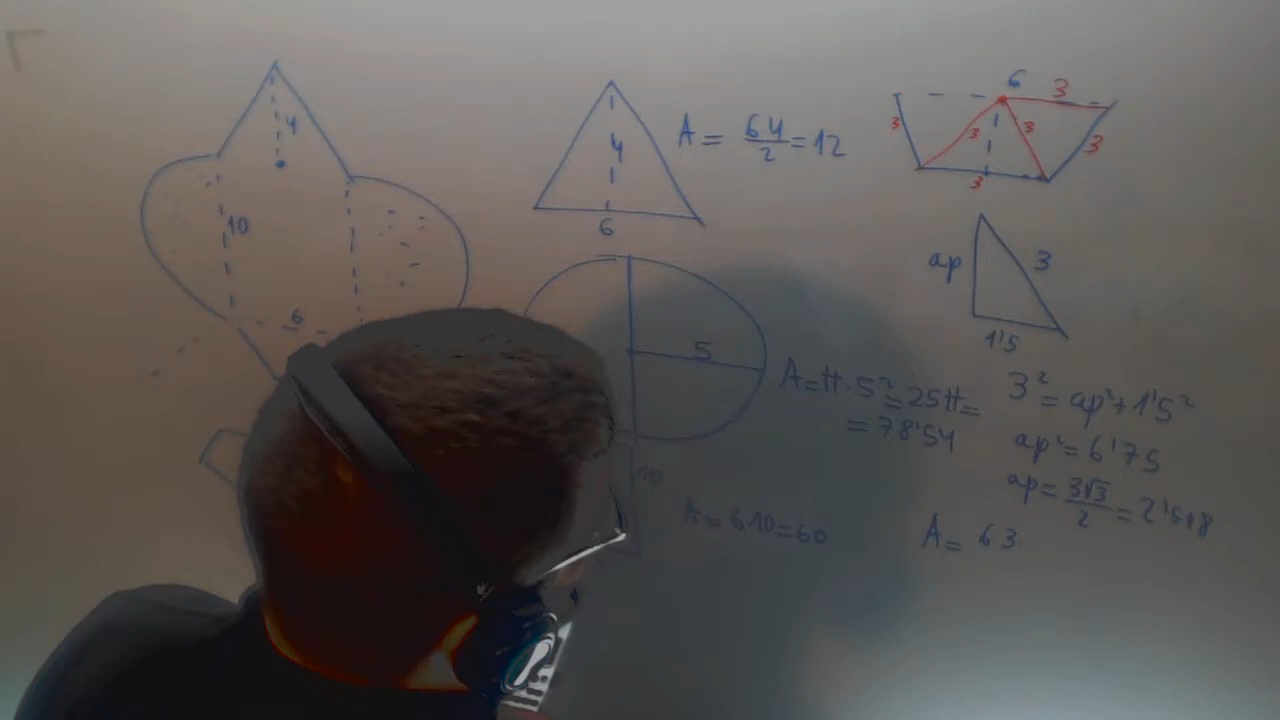 4
10
6
4
6
A = 6 4 / 2 = 12
5
A = π · 5² = 25π =
= 78'54
10
A = 6 10 = 60
6
3
3
3
3
3
3
ap
3
1'5
3² = ap² + 1'5²
ap² = 6'75
ap = 3√3 / 2 = 2'598
A = 6 3